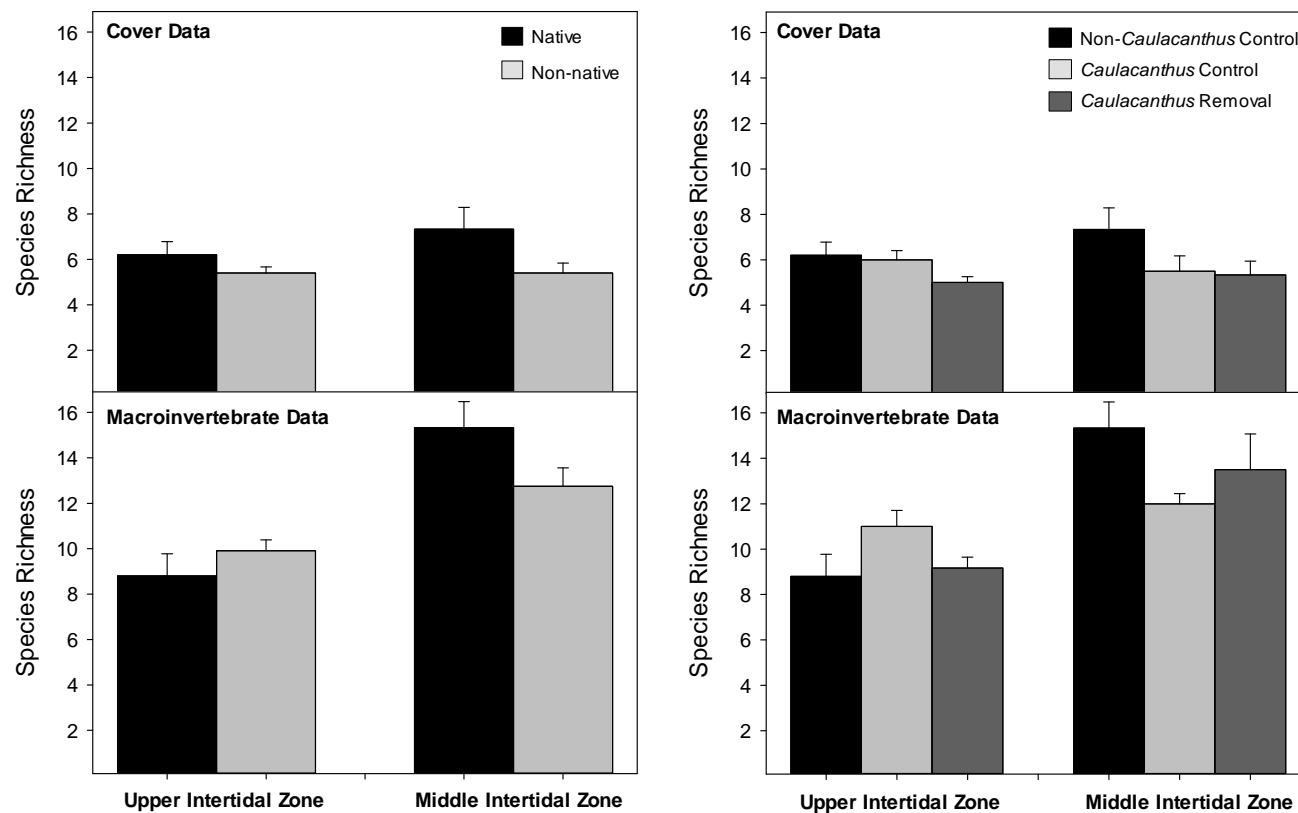 Cover Data
Native
Non-native
Species Richness
16
14
12
10
8
6
4
2
Macroinvertebrate Data
Species Richness
16
14
12
10
8
6
4
2
Upper Intertidal Zone
Middle Intertidal Zone
Cover Data
Non-Caulacanthus Control
Caulacanthus Control
Caulacanthus Removal
Species Richness
16
14
12
10
8
6
4
2
Macroinvertebrate Data
Species Richness
16
14
12
10
8
6
4
2
Upper Intertidal Zone
Middle Intertidal Zone